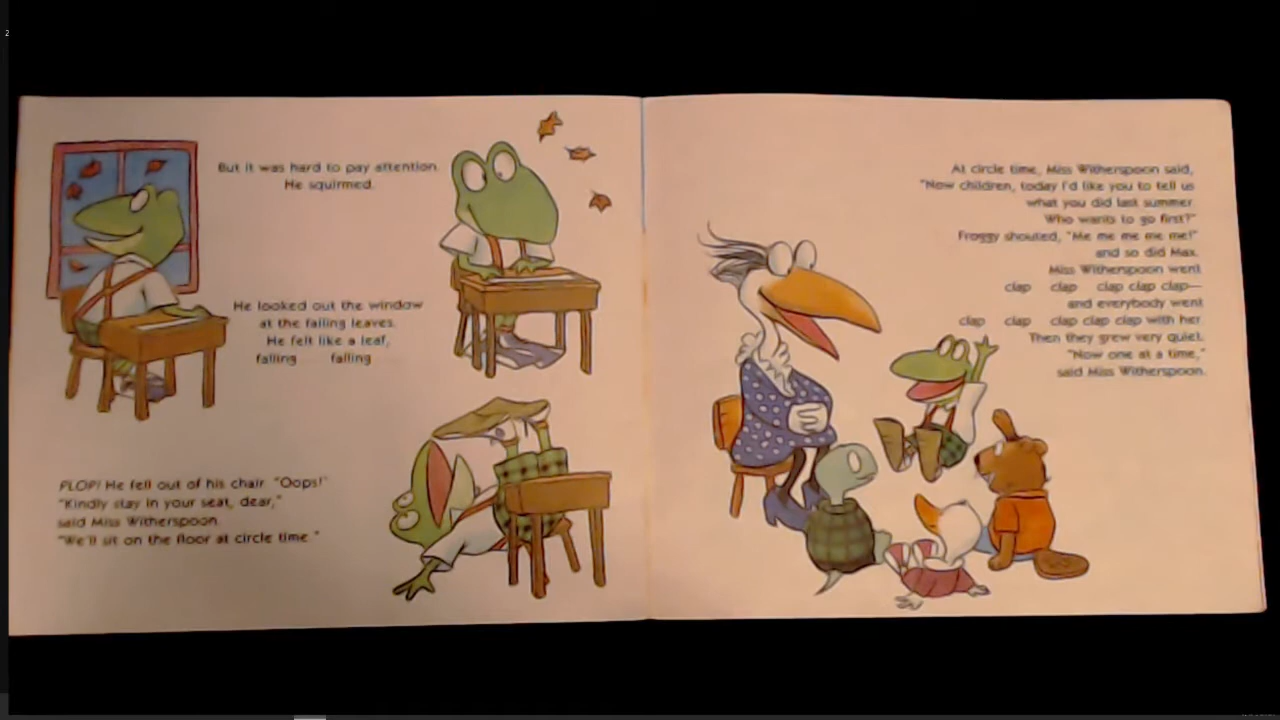 2
But it was hard to pay attention.
He squirmed.
He looked out the window
at the falling leaves.
He felt like a leaf,
falling falling
PLOP! He fell out of his chair. "Oops!"
"Kindly stay in your seat, dear,"
said Miss Witherspoon.
"We'll sit on the floor at circle time."
At circle time, Miss Witherspoon said,
"Now children, today I'd like you to tell us
what you did last summer.
Who wants to go first?"
Froggy shouted, "Me me me me me!"
and so did Max.
Miss Witherspoon went
clap clap clap clap clap—
and everybody went
clap clap clap clap clap with her.
Then they grew very quiet.
"Now one at a time,"
said Miss Witherspoon.